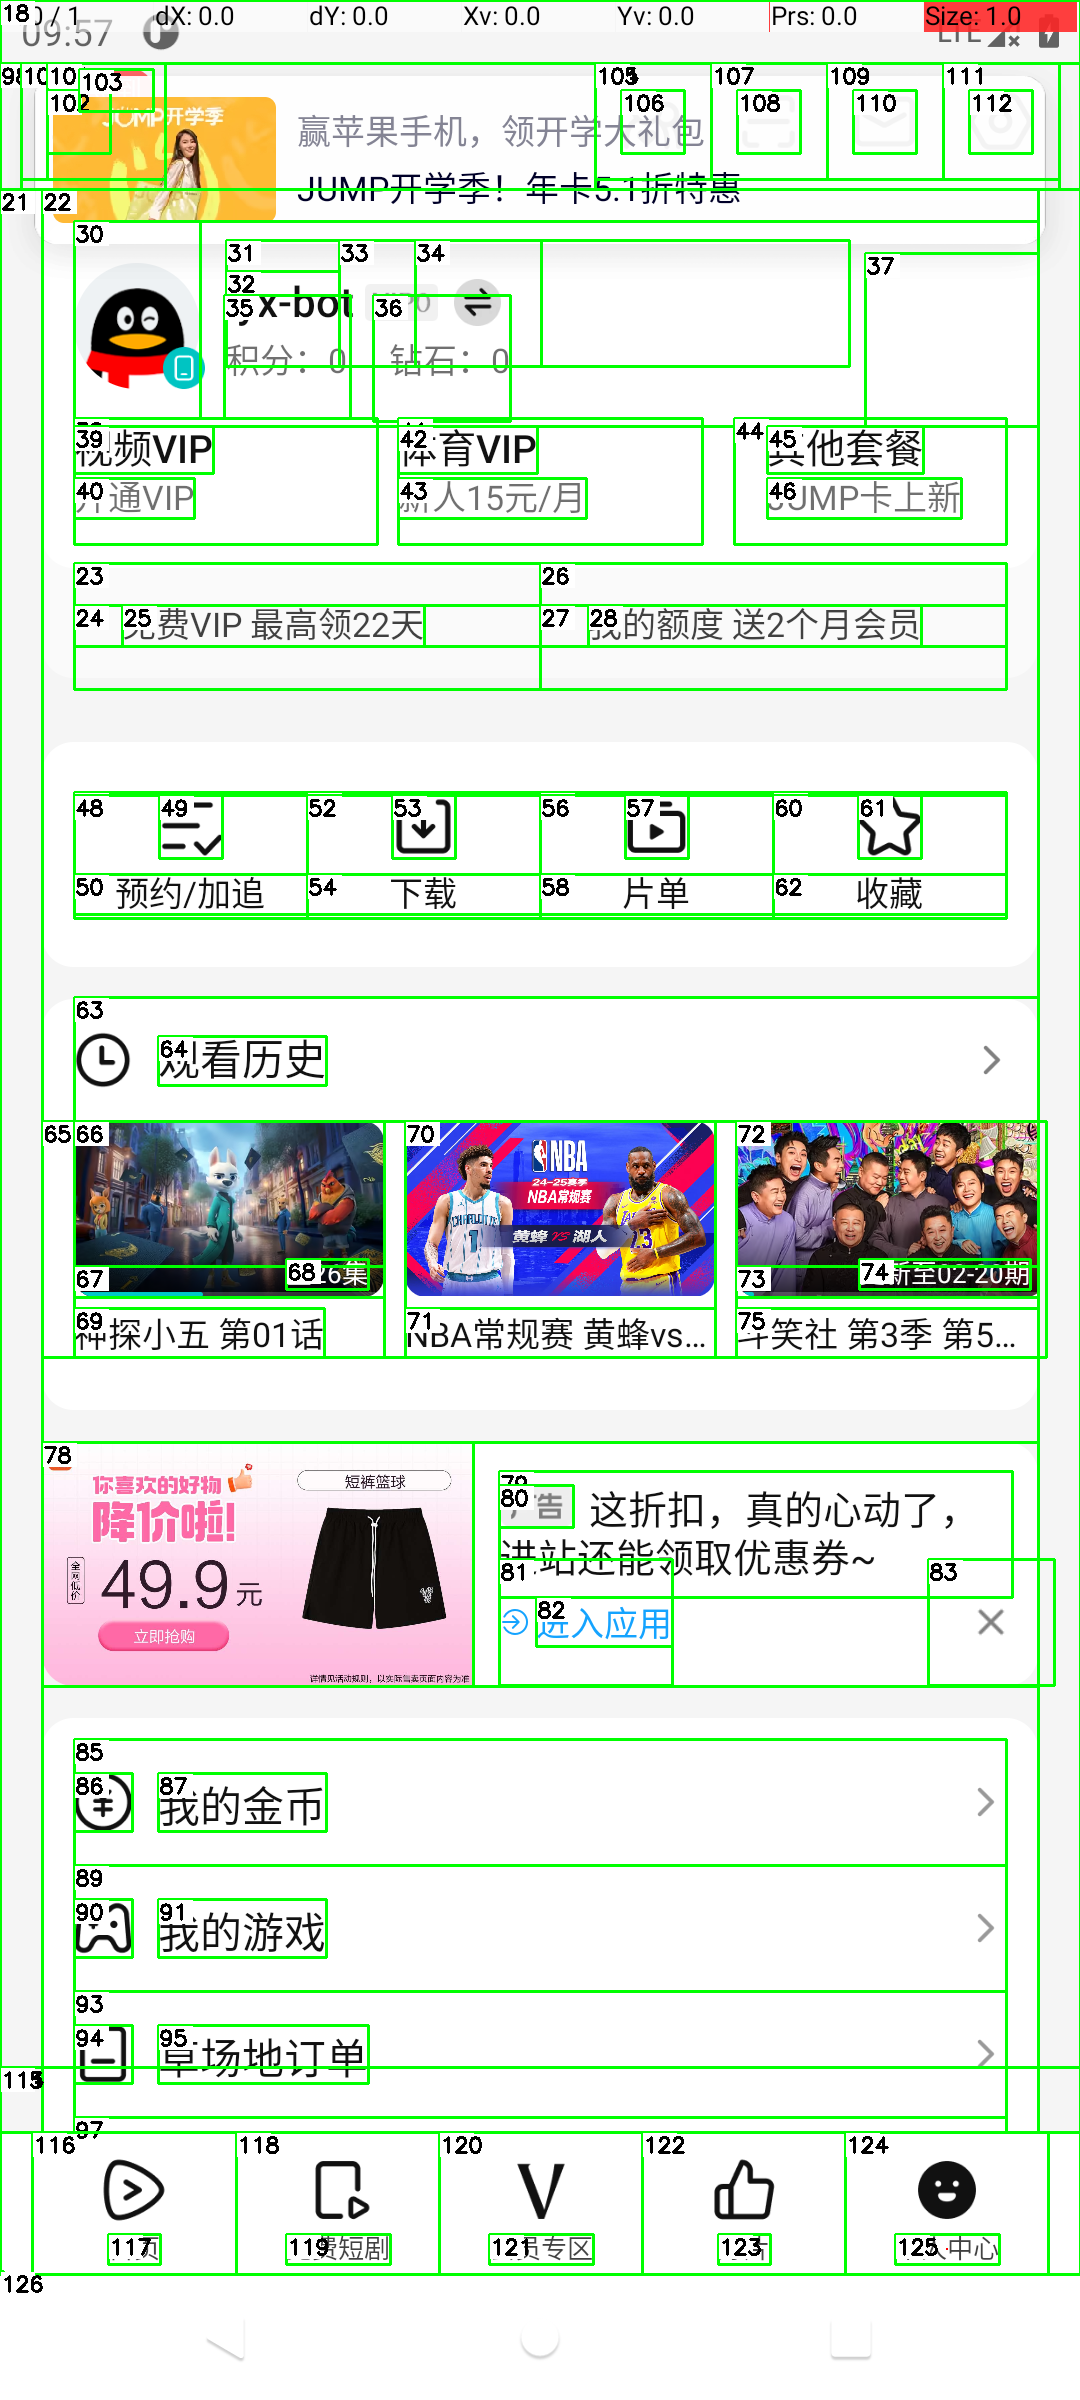 0 / 1 dX: 0.0 dY: 0.0 Xv: 0.0 Yv: 0.0 Prs: 0.0 Size: 1.0
09:57 LTE
JUMP开学季
赢苹果手机，领开学大礼包
JUMP开学季！年卡5.1折特惠
x-bot
积分：0 钻石：0
视频VIP 体育VIP 其他套餐
开通VIP 新人15元/月 JUMP卡上新
免费VIP 最高领22天 我的额度 送2个月会员
预约/加追 下载 片单 收藏
观看历史
NBA
24-25赛季
NBA常规赛
黄蜂 VS 湖人
26集 新至02-20期
神探小五 第01话 NBA常规赛 黄蜂vs... 斗笑社 第3季 第5...
你喜欢的好物
降价啦!
全网低价
49.9元
立即抢购
短裤篮球
详情见活动规则，以实际售卖页面内容为准
广告 这折扣，真的心动了，
进站还能领取优惠券~
进入应用
我的金币
我的游戏
草场地订单
页 费短剧 员专区 片 人中心
18 21 22 30 31 32 33 34 35 36 37 39 40 42 43 44 45 46
23 24 25 26 27 28
48 49 50 52 53 54 56 57 58 60 61 62
63 64 65 66 67 68 69 70 71 72 73 74 75
78 79 80 81 82 83
85 86 87 89 90 91 93 94 95 97
98 102 103 105 106 107 108 109 110 111 112
115 116 117 118 119 120 121 122 123 124 125 126